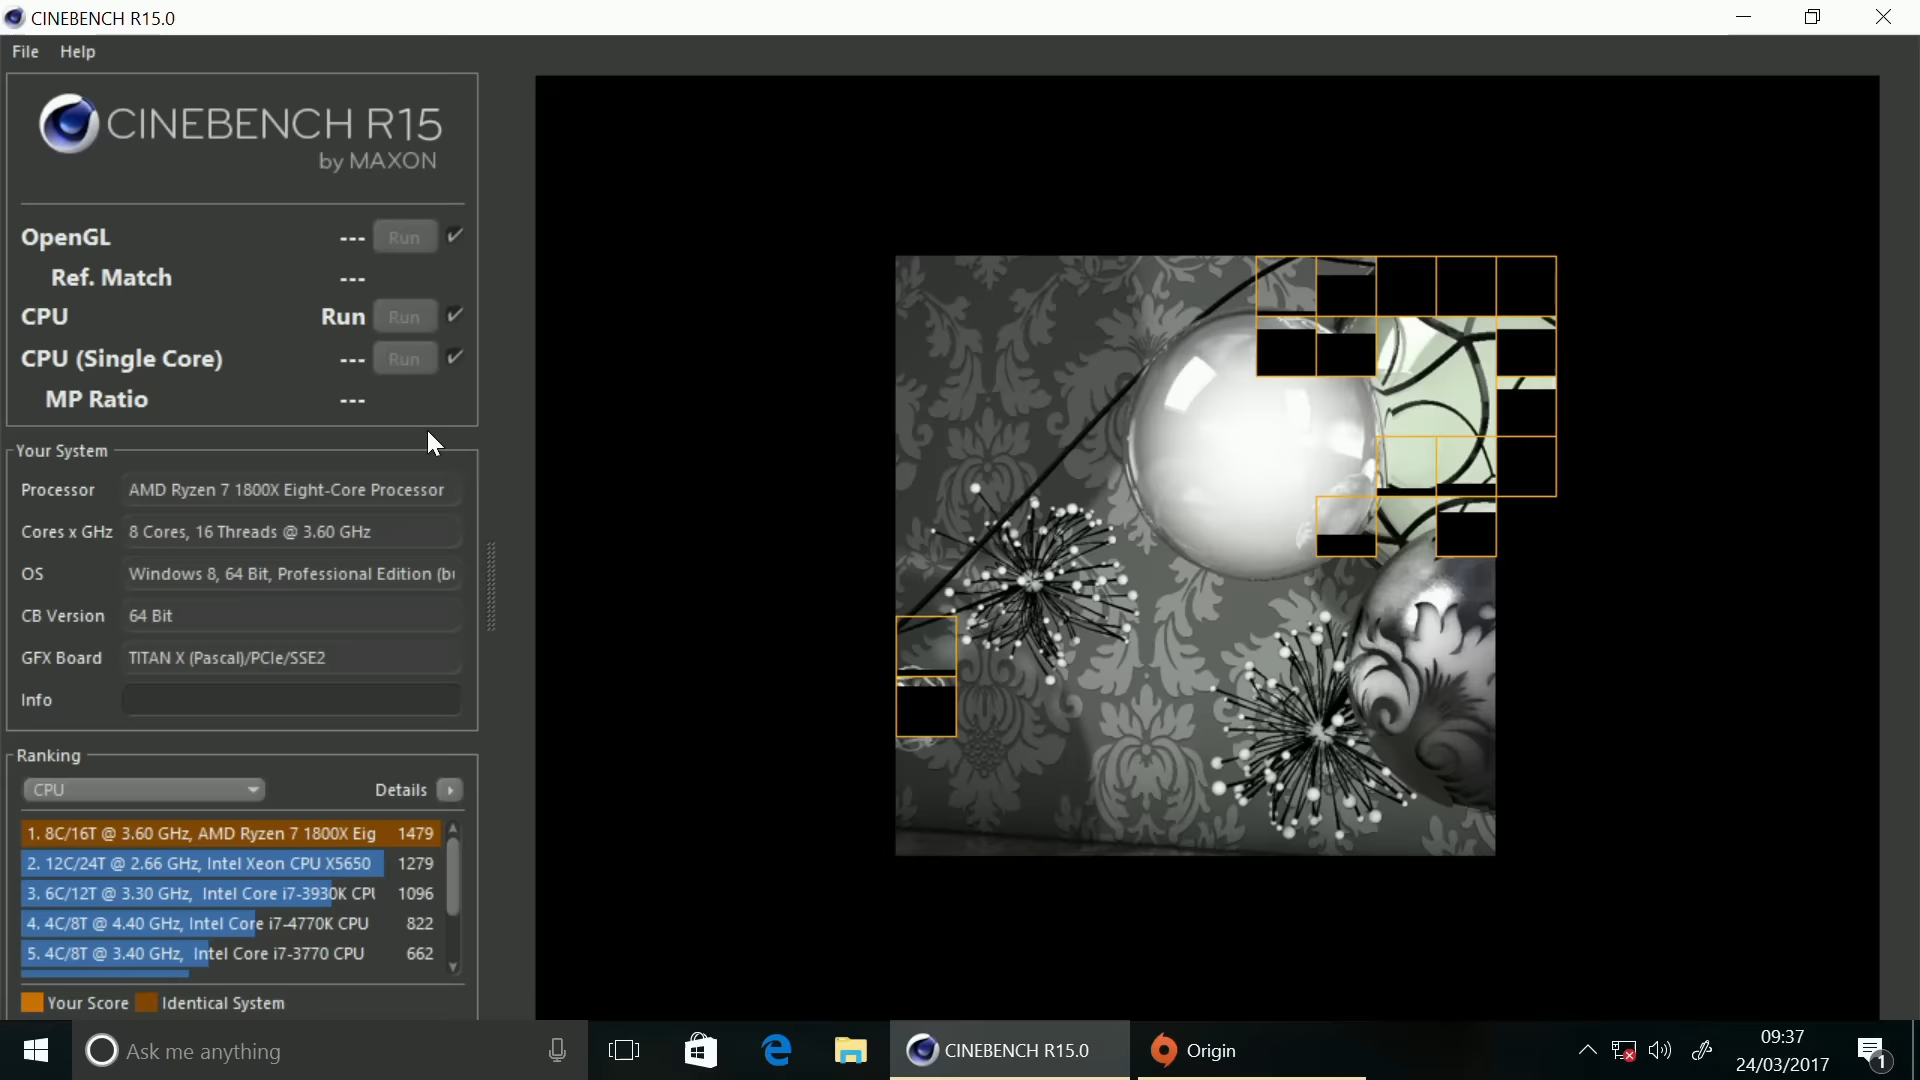 CINEBENCH R15.0
File Help
CINEBENCH R15
by MAXON
OpenGL --- Run
Ref. Match ---
CPU Run Run
CPU (Single Core) --- Run
MP Ratio ---
Your System
Processor AMD Ryzen 7 1800X Eight-Core Processor
Cores x GHz 8 Cores, 16 Threads @ 3.60 GHz
OS Windows 8, 64 Bit, Professional Edition (bu
CB Version 64 Bit
GFX Board TITAN X (Pascal)/PCIe/SSE2
Info
Ranking
CPU Details
1. 8C/16T @ 3.60 GHz, AMD Ryzen 7 1800X Eig 1479
2. 12C/24T @ 2.66 GHz, Intel Xeon CPU X5650 1279
3. 6C/12T @ 3.30 GHz, Intel Core i7-3930K CPU 1096
4. 4C/8T @ 4.40 GHz, Intel Core i7-4770K CPU 822
5. 4C/8T @ 3.40 GHz, Intel Core i7-3770 CPU 662
Your Score Identical System
Ask me anything
CINEBENCH R15.0
Origin
09:37
24/03/2017
1